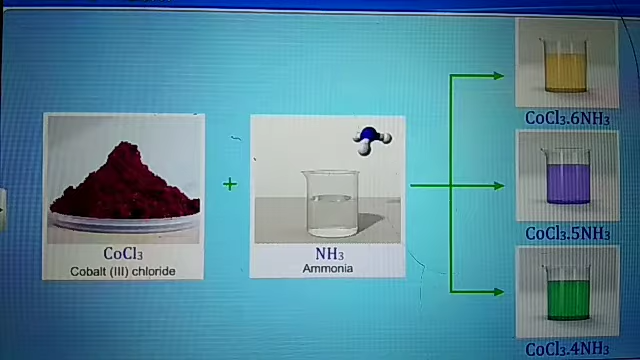 CoCl₃
Cobalt (III) chloride
+
NH₃
Ammonia
CoCl₃.6NH₃
CoCl₃.5NH₃
CoCl₃.4NH₃